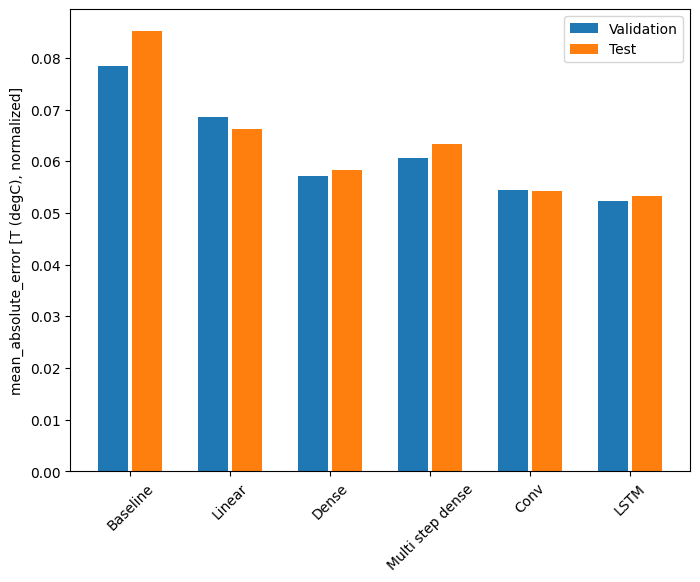 mean_absolute_error [T (degC), normalized]
0.08
0.07
0.06
0.05
0.04
0.03
0.02
0.01
0.00
Validation
Test
Baseline
Linear
Dense
Multi step dense
Conv
LSTM